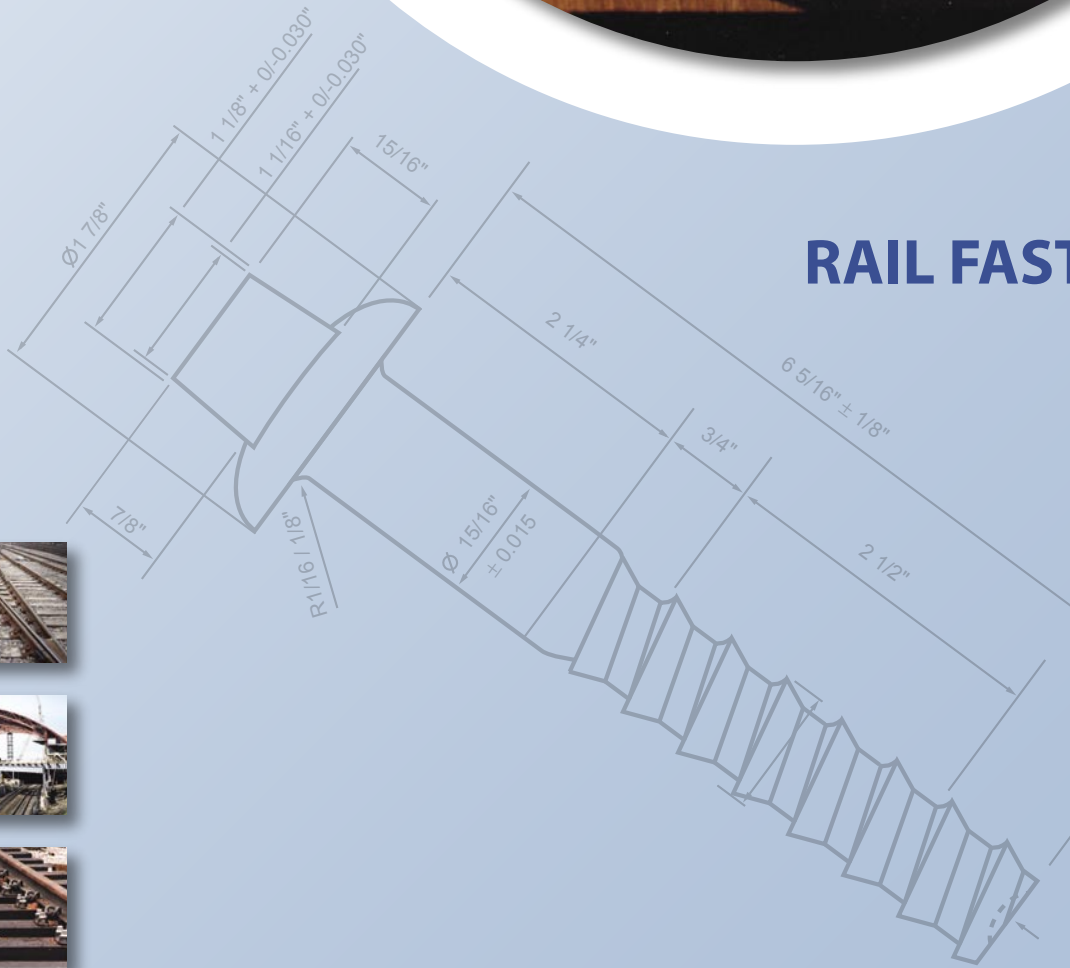 1 1/8" + 0/-0.030"
1 1/16" + 0/-0.030"
15/16"
Ø1 7/8"
RAIL FAST
2 1/4"
6 5/16" ± 1/8"
3/4"
7/8"
R1/16 / 1/8"
Ø 15/16"
± 0.015
2 1/2"